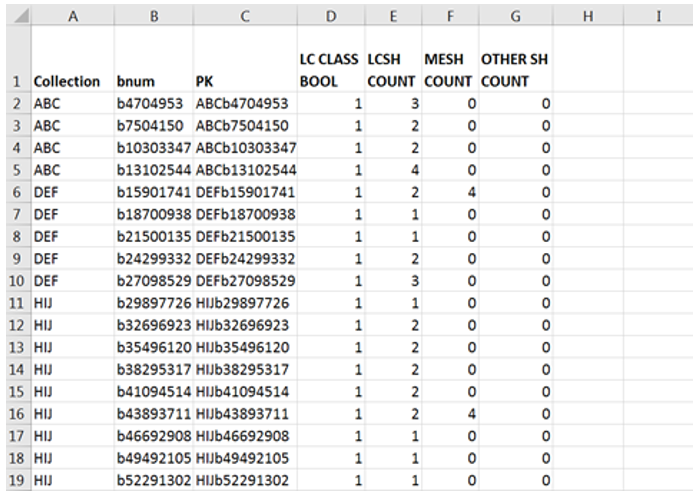 A B C D E F G H I
LC CLASS LCSH MESH OTHER SH
1 Collection bnum PK BOOL COUNT COUNT COUNT
2 ABC b4704953 ABCb4704953 1 3 0 0
3 ABC b7504150 ABCb7504150 1 2 0 0
4 ABC b10303347 ABCb10303347 1 2 0 0
5 ABC b13102544 ABCb13102544 1 4 0 0
6 DEF b15901741 DEFb15901741 1 2 4 0
7 DEF b18700938 DEFb18700938 1 1 0 0
8 DEF b21500135 DEFb21500135 1 1 0 0
9 DEF b24299332 DEFb24299332 1 2 0 0
10 DEF b27098529 DEFb27098529 1 3 0 0
11 HIJ b29897726 HIJb29897726 1 1 0 0
12 HIJ b32696923 HIJb32696923 1 2 0 0
13 HIJ b35496120 HIJb35496120 1 2 0 0
14 HIJ b38295317 HIJb38295317 1 2 0 0
15 HIJ b41094514 HIJb41094514 1 2 0 0
16 HIJ b43893711 HIJb43893711 1 2 4 0
17 HIJ b46692908 HIJb46692908 1 1 0 0
18 HIJ b49492105 HIJb49492105 1 1 0 0
19 HIJ b52291302 HIJb52291302 1 1 0 0